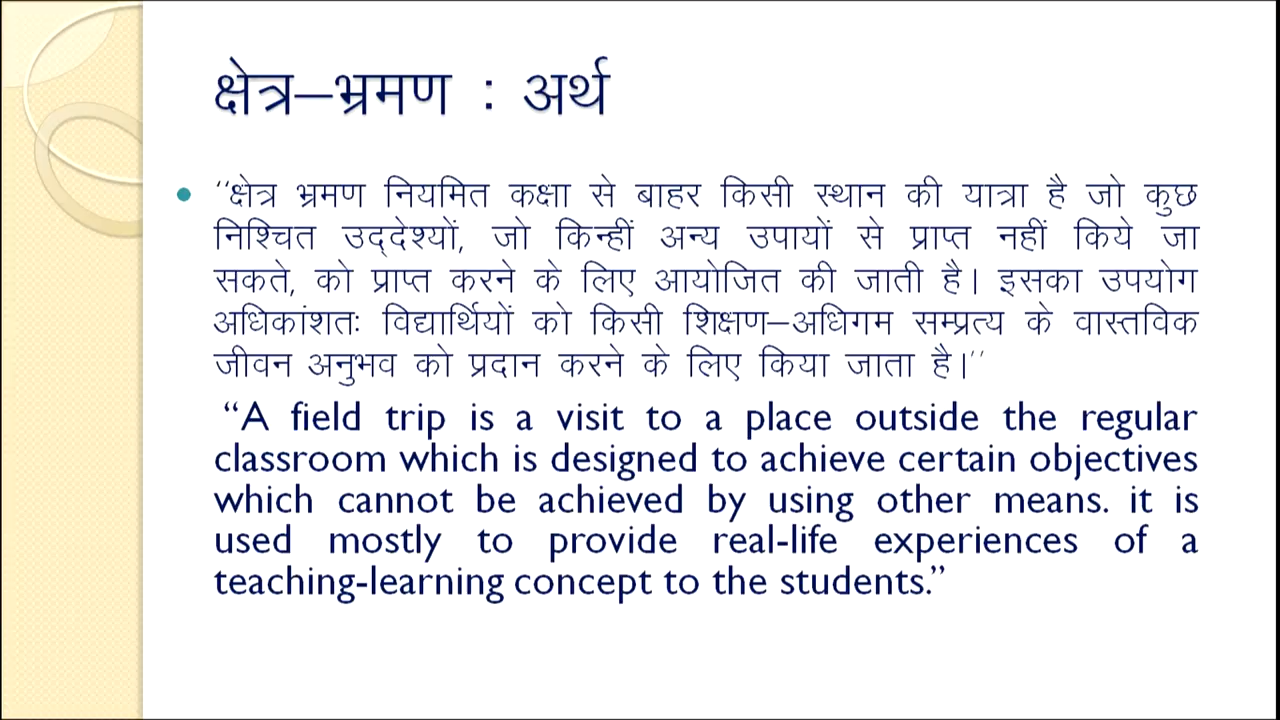 क्षेत्र–भ्रमण : अर्थ
• ‘‘क्षेत्र भ्रमण नियमित कक्षा से बाहर किसी स्थान की यात्रा है जो कुछ
निश्चित उद्देश्यों, जो किन्हीं अन्य उपायों से प्राप्त नहीं किये जा
सकते, को प्राप्त करने के लिए आयोजित की जाती है। इसका उपयोग
अधिकांशतः विद्यार्थियों को किसी शिक्षण–अधिगम सम्प्रत्य के वास्तविक
जीवन अनुभव को प्रदान करने के लिए किया जाता है।’’
“A field trip is a visit to a place outside the regular
classroom which is designed to achieve certain objectives
which cannot be achieved by using other means. it is
used mostly to provide real-life experiences of a
teaching-learning concept to the students.”